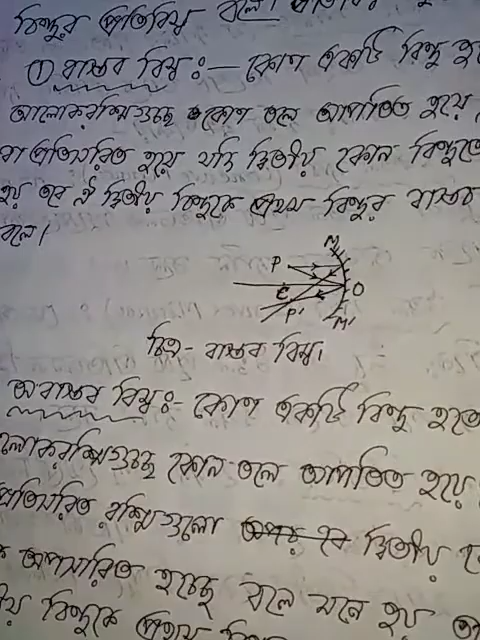 বিন্দুর প্রতিবিম্ব বলে।
① বাস্তব বিম্ব :— কোণ একটি বিন্দু হ
আলোকরশ্মিগুচ্ছ কোণ তলে আপতিত হয়ে
বা প্রতিসরিত হয়ে যদি দ্বিতীয় কোন বিন্দুতে
হয় তবে ঐ দ্বিতীয় বিন্দুকে প্রথম বিন্দুর বাস্তব
বলে।
M
P
C
O
P'
M'
চিত্র - বাস্তব বিম্ব।
অবাস্তব বিম্ব :- কোণ একটি বিন্দু হতে
লোকরশ্মিগুচ্ছ কোন তলে আপতিত হয়ে
প্রতিসরিত রশ্মিগুলো দ্বিতীয়
অপসারিত হচ্ছে বলে মনে হয়
বিন্দুকে প্রথম